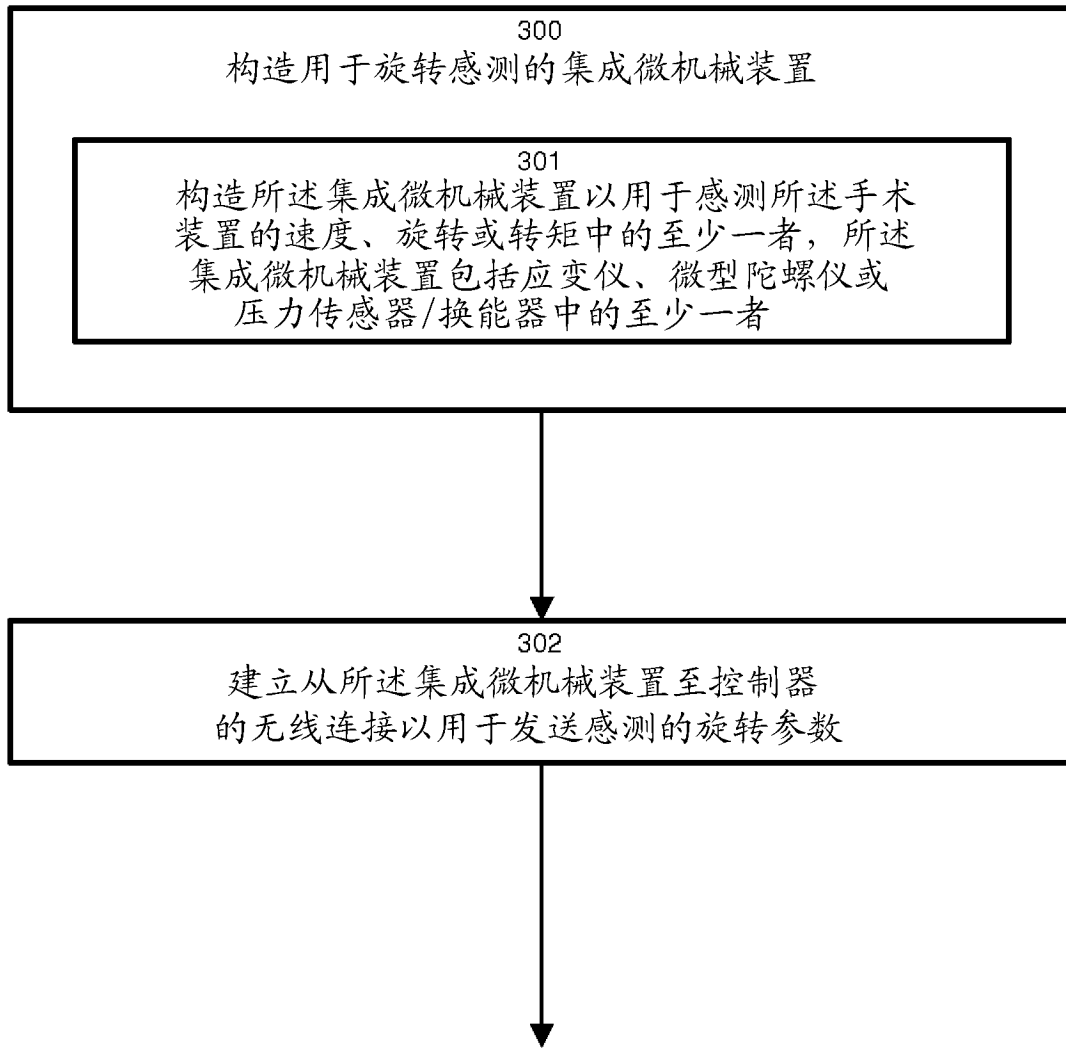 300
构造用于旋转感测的集成微机械装置
301
构造所述集成微机械装置以用于感测所述手术
装置的速度、旋转或转矩中的至少一者，所述
集成微机械装置包括应变仪、微型陀螺仪或
压力传感器/换能器中的至少一者
302
建立从所述集成微机械装置至控制器
的无线连接以用于发送感测的旋转参数